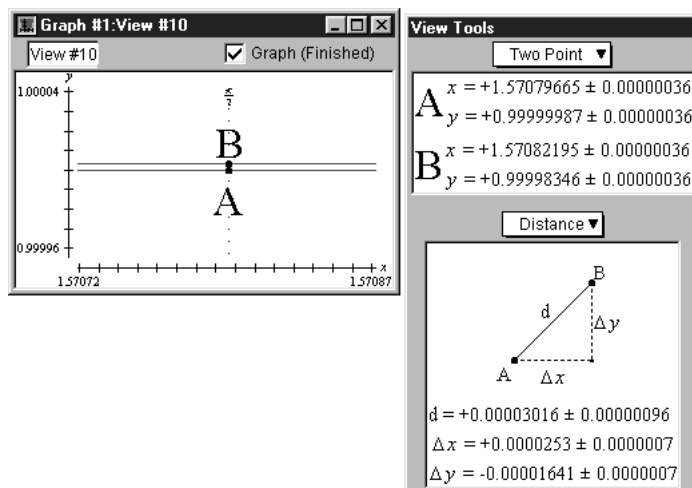 Graph #1:View #10
View #10
Graph (Finished)
y
1.00004
B
A
0.99996
x
1.57072
1.57087
View Tools
Two Point ▼
A x = +1.57079665 ± 0.00000036
y = +0.99999987 ± 0.00000036
B x = +1.57082195 ± 0.00000036
y = +0.99998346 ± 0.00000036
Distance ▼
B
d
Δy
A
Δx
d = +0.00003016 ± 0.00000096
Δx = +0.0000253 ± 0.0000007
Δy = -0.00001641 ± 0.0000007